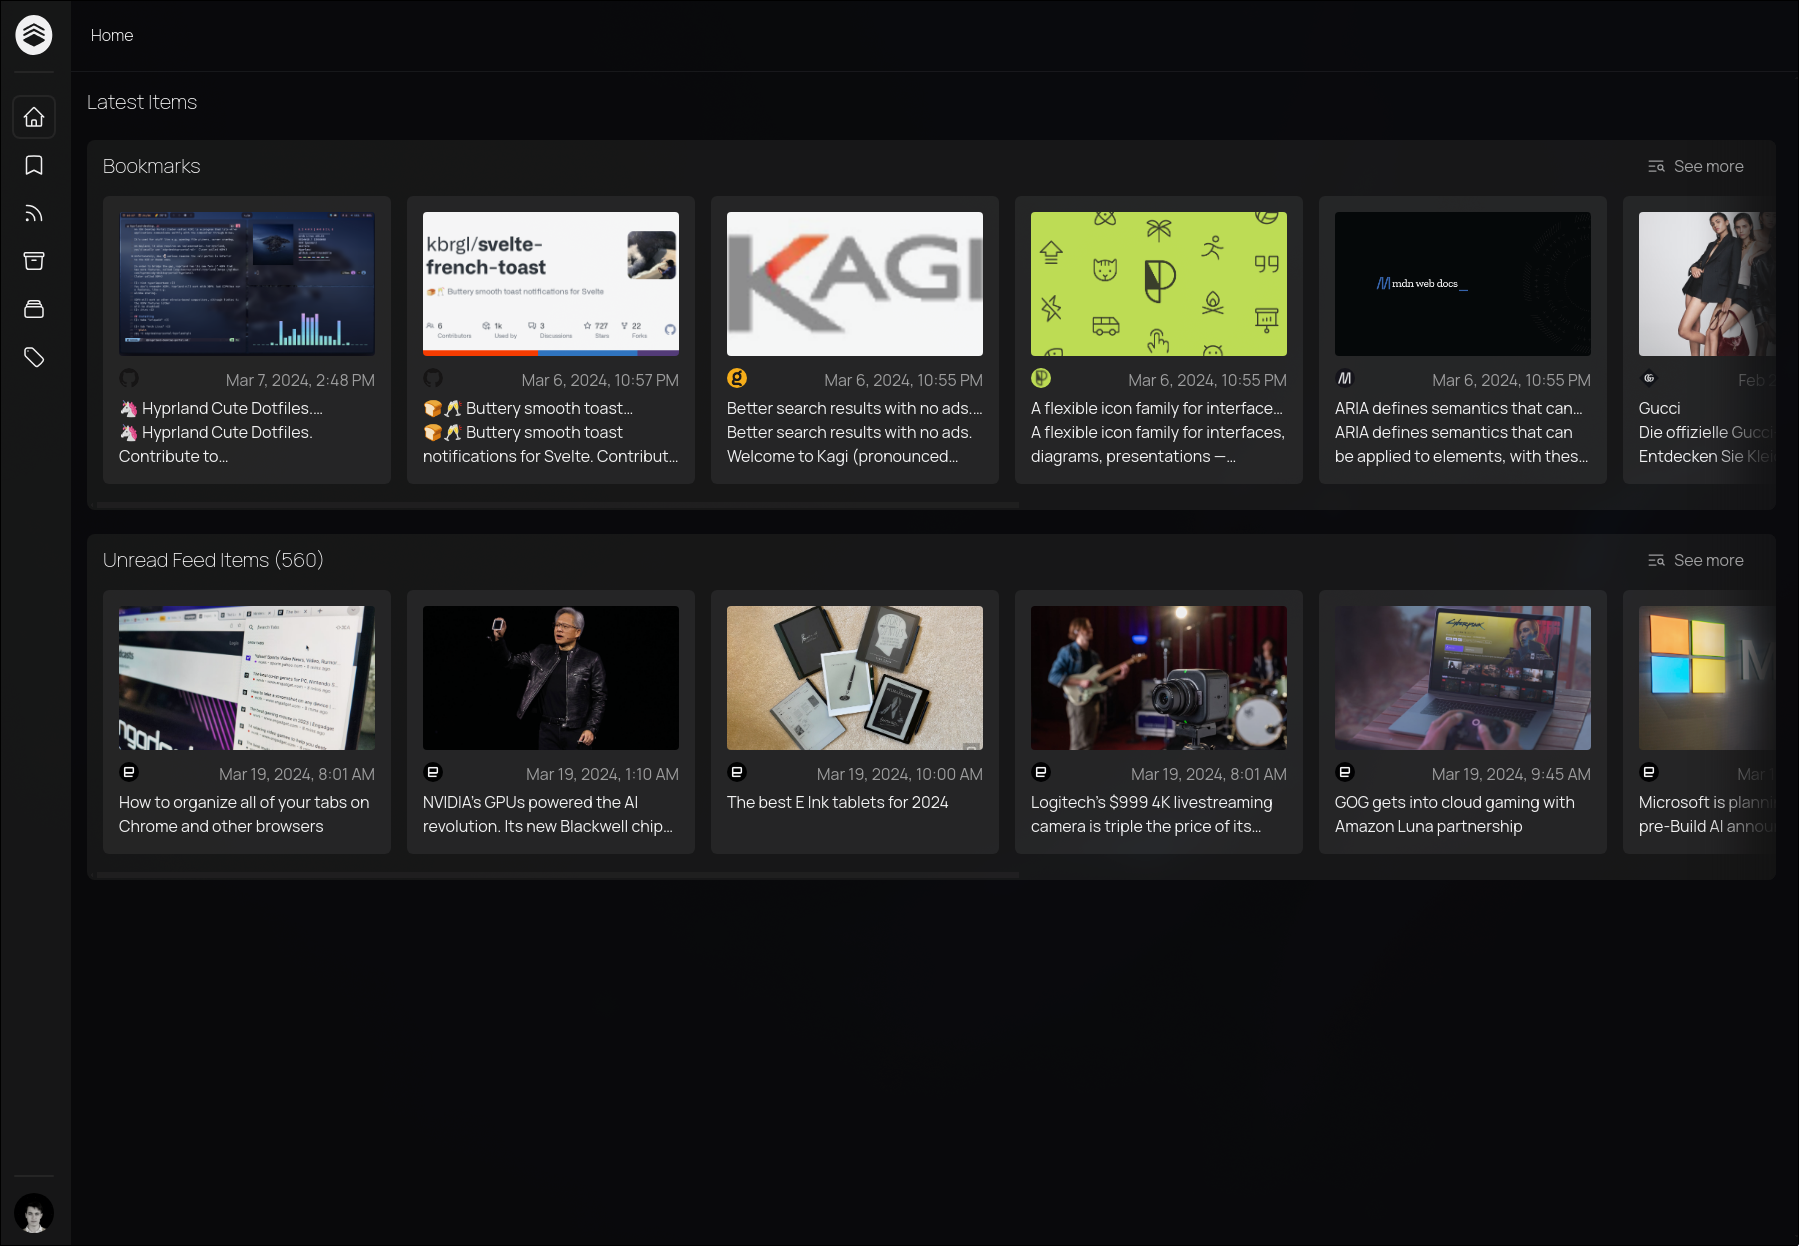 Home
Latest Items
Bookmarks
See more
kbrgl/svelte-
french-toast
🍞🥂 Buttery smooth toast notifications for Svelte
6 1k 3 727 22
Contributors Used by Discussions Stars Forks
KAGI
mdn web docs_
Mar 7, 2024, 2:48 PM
🦄 Hyprland Cute Dotfiles....
🦄 Hyprland Cute Dotfiles.
Contribute to...
Mar 6, 2024, 10:57 PM
🍞🥂 Buttery smooth toast...
🍞🥂 Buttery smooth toast
notifications for Svelte. Contribut...
Mar 6, 2024, 10:55 PM
Better search results with no ads....
Better search results with no ads.
Welcome to Kagi (pronounced...
Mar 6, 2024, 10:55 PM
A flexible icon family for interface...
A flexible icon family for interfaces,
diagrams, presentations —...
Mar 6, 2024, 10:55 PM
ARIA defines semantics that can...
ARIA defines semantics that can
be applied to elements, with thes...
Feb 2
Gucci
Die offizielle Gucci
Entdecken Sie Klei
Unread Feed Items (560)
See more
Mar 19, 2024, 8:01 AM
How to organize all of your tabs on
Chrome and other browsers
Mar 19, 2024, 1:10 AM
NVIDIA's GPUs powered the AI
revolution. Its new Blackwell chip...
Mar 19, 2024, 10:00 AM
The best E Ink tablets for 2024
Mar 19, 2024, 8:01 AM
Logitech's $999 4K livestreaming
camera is triple the price of its...
CYBERPUNK
Mar 19, 2024, 9:45 AM
GOG gets into cloud gaming with
Amazon Luna partnership
Mar 1
Microsoft is planni
pre-Build AI annou